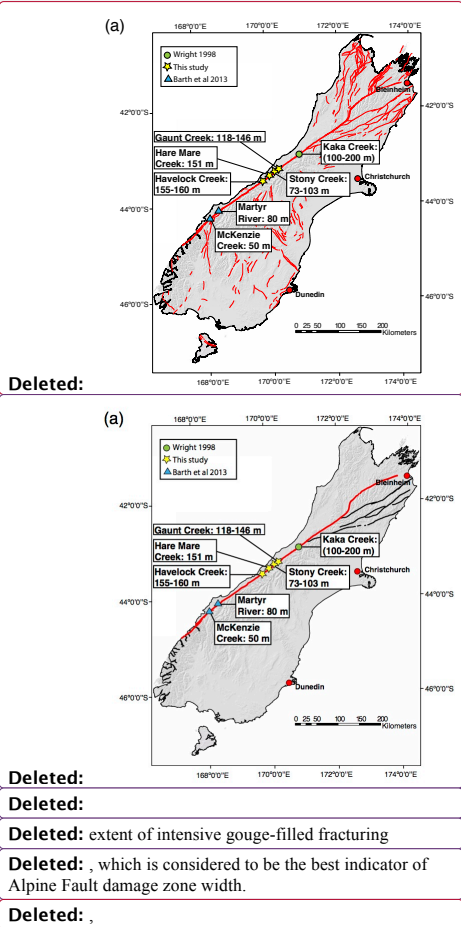 (a)
168°0'0"E 170°0'0"E 172°0'0"E 174°0'0"E
Wright 1998
This study
Barth et al 2013
Bleinheim
42°0'0"S 42°0'0"S
Gaunt Creek: 118-146 m
Hare Mare
Creek: 151 m
Kaka Creek:
(100-200 m)
Havelock Creek:
155-160 m
Stony Creek:
73-103 m
Christchurch
44°0'0"S 44°0'0"S
Martyr
River: 80 m
McKenzie
Creek: 50 m
46°0'0"S 46°0'0"S
Dunedin
0 25 50 100 150 200
Kilometers
168°0'0"E 170°0'0"E 172°0'0"E 174°0'0"E
Deleted:
(a)
168°0'0"E 170°0'0"E 172°0'0"E 174°0'0"E
Wright 1998
This study
Barth et al 2013
Bleinheim
42°0'0"S 42°0'0"S
Gaunt Creek: 118-146 m
Hare Mare
Creek: 151 m
Kaka Creek:
(100-200 m)
Havelock Creek:
155-160 m
Stony Creek:
73-103 m
Christchurch
44°0'0"S 44°0'0"S
Martyr
River: 80 m
McKenzie
Creek: 50 m
46°0'0"S 46°0'0"S
Dunedin
0 25 50 100 150 200
Kilometers
168°0'0"E 170°0'0"E 172°0'0"E 174°0'0"E
Deleted:
Deleted:
Deleted: extent of intensive gouge-filled fracturing
Deleted: , which is considered to be the best indicator of
Alpine Fault damage zone width.
Deleted: ,